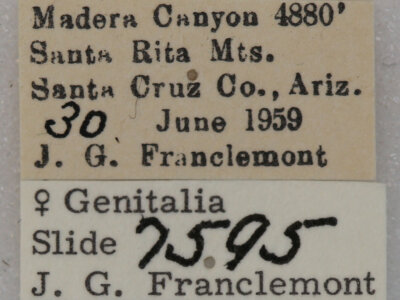 Madera Canyon 4880'
Santa Rita Mts.
Santa Cruz Co., Ariz.
30 June 1959
J. G. Franclemont
♀ Genitalia
Slide 7595
J. G. Franclemont